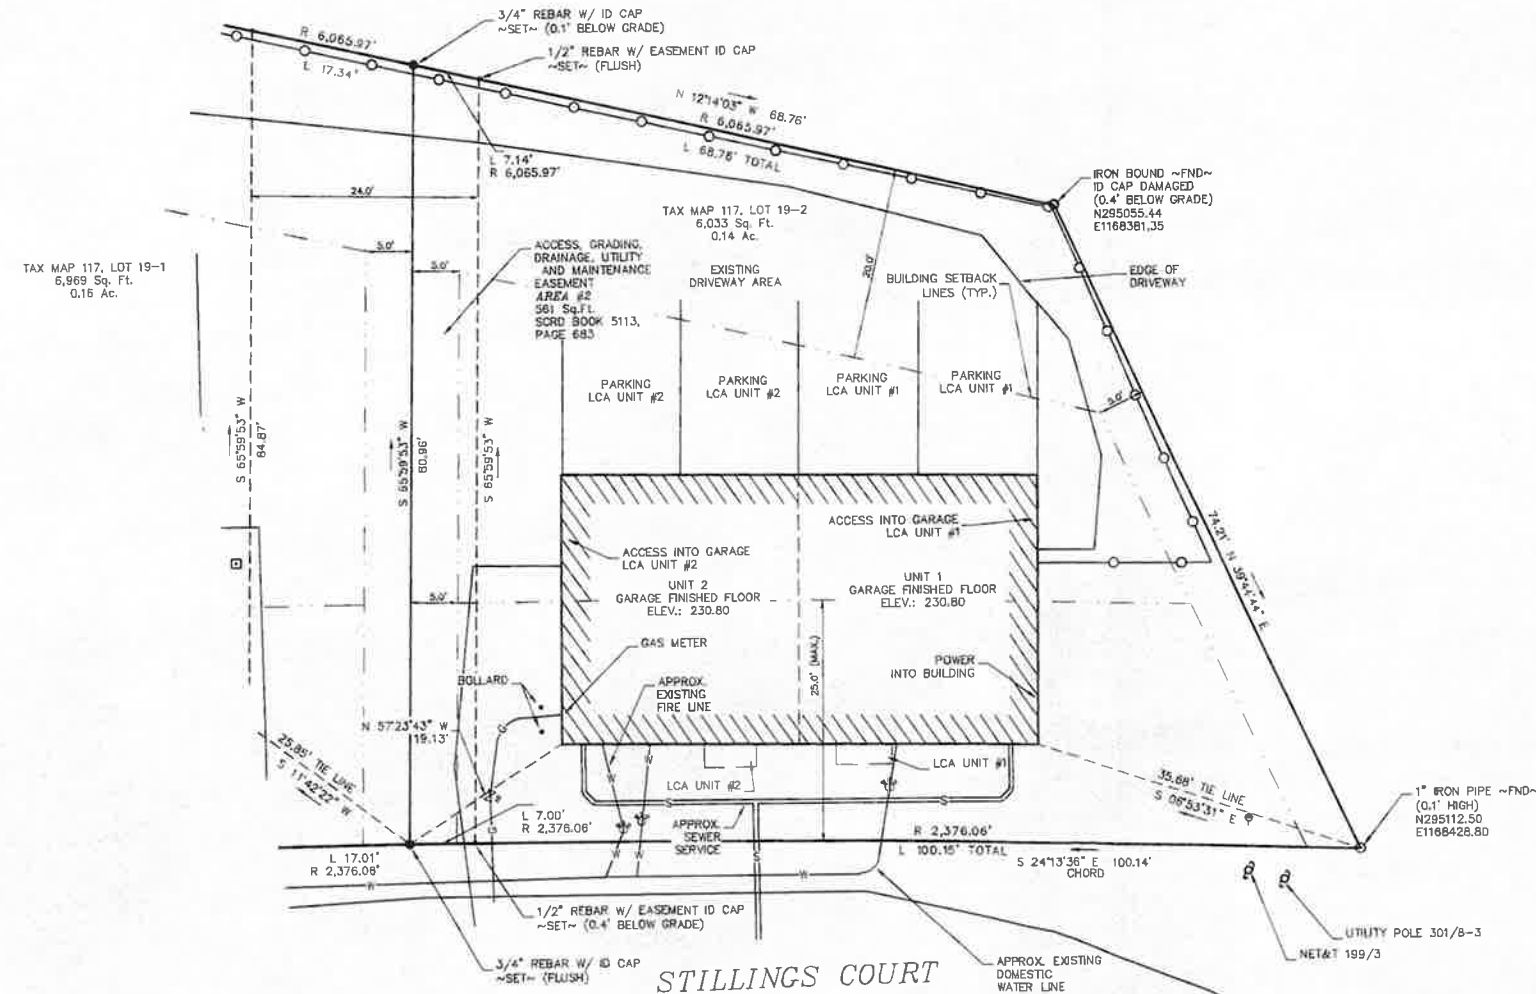 3/4" REBAR W/ ID CAP
~SET~ (0.1' BELOW GRADE)
1/2" REBAR W/ EASEMENT ID CAP
~SET~ (FLUSH)
R 6,065.97'
L 17.34'
N 12°14'03" W 68.76'
R 6,065.97'
L 68.76' TOTAL
L 7.14'
R 6,065.97'
IRON BOUND ~FND~
ID CAP DAMAGED
(0.4' BELOW GRADE)
N295055.44
E1168381.35
24.0'
TAX MAP 117, LOT 19-2
6,033 Sq. Ft.
0.14 Ac.
TAX MAP 117, LOT 19-1
6,969 Sq. Ft.
0.16 Ac.
5.0'
5.0'
ACCESS, GRADING,
DRAINAGE, UTILITY
AND MAINTENANCE
EASEMENT
AREA #2
561 Sq.Ft.
SCRD BOOK 5113,
PAGE 683
EXISTING
DRIVEWAY AREA
20.0'
BUILDING SETBACK
LINES (TYP.)
EDGE OF
DRIVEWAY
PARKING
LCA UNIT #2
PARKING
LCA UNIT #2
PARKING
LCA UNIT #1
PARKING
LCA UNIT #1
5.0'
S 65°59'53" W
84.87'
S 65°59'53" W
80.96'
S 65°59'53" W
74.21' N 39°44'44" E
ACCESS INTO GARAGE
LCA UNIT #2
ACCESS INTO GARAGE
LCA UNIT #1
UNIT 2
GARAGE FINISHED FLOOR
ELEV.: 230.80
UNIT 1
GARAGE FINISHED FLOOR
ELEV.: 230.80
5.0'
GAS METER
25.0' (MAX.)
POWER
INTO BUILDING
BOLLARD
APPROX.
EXISTING
FIRE LINE
N 57°23'43" W
19.13'
G
25.85' TIE LINE
S 11°42'22" W
W
W
LCA UNIT #2
LCA UNIT #1
35.68' TIE LINE
S 06°53'31" E
S
S
1" IRON PIPE ~FND~
(0.1' HIGH)
N295112.50
E1168428.80
L 7.00'
R 2,376.06'
G
APPROX.
SEWER
SERVICE
R 2,376.06'
L 100.15' TOTAL
S 24°13'36" E 100.14'
CHORD
L 17.01'
R 2,376.06'
W
W
S
W
W
1/2" REBAR W/ EASEMENT ID CAP
~SET~ (0.4' BELOW GRADE)
UTILITY POLE 301/8-3
NET&T 199/3
3/4" REBAR W/ ID CAP
~SET~ (FLUSH)
STILLINGS COURT
APPROX. EXISTING
DOMESTIC
WATER LINE